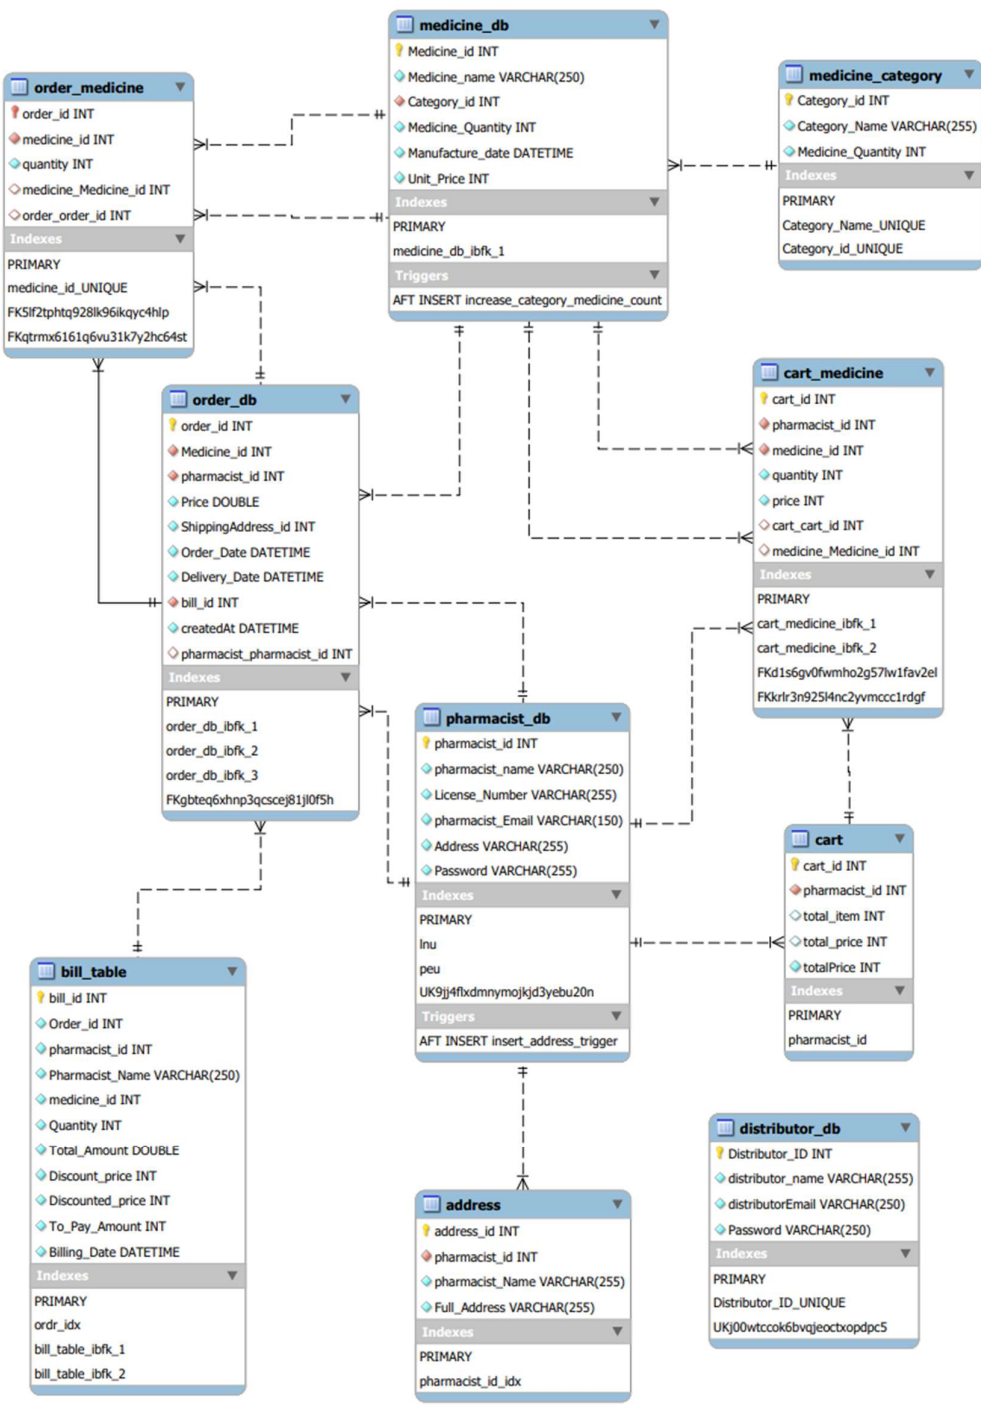 medicine_db
Medicine_id INT
Medicine_name VARCHAR(250)
Category_id INT
Medicine_Quantity INT
Manufacture_date DATETIME
Unit_Price INT
Indexes
PRIMARY
medicine_db_ibfk_1
Triggers
AFT INSERT increase_category_medicine_count
order_medicine
order_id INT
medicine_id INT
quantity INT
medicine_Medicine_id INT
order_order_id INT
Indexes
PRIMARY
medicine_id_UNIQUE
FK5lf2tphtq928lk96ikqyc4hlp
FKqtrmx6161q6vu31k7y2hc64st
medicine_category
Category_id INT
Category_Name VARCHAR(255)
Medicine_Quantity INT
Indexes
PRIMARY
Category_Name_UNIQUE
Category_id_UNIQUE
order_db
order_id INT
Medicine_id INT
pharmacist_id INT
Price DOUBLE
ShippingAddress_id INT
Order_Date DATETIME
Delivery_Date DATETIME
bill_id INT
createdAt DATETIME
pharmacist_pharmacist_id INT
Indexes
PRIMARY
order_db_ibfk_1
order_db_ibfk_2
order_db_ibfk_3
FKgbteq6xhnp3qcscej81jl0f5h
cart_medicine
cart_id INT
pharmacist_id INT
medicine_id INT
quantity INT
price INT
cart_cart_id INT
medicine_Medicine_id INT
Indexes
PRIMARY
cart_medicine_ibfk_1
cart_medicine_ibfk_2
FKd1s6gv0fwmho2g57lw1fav2el
FKkrlr3n925l4nc2yvmccc1rdgf
pharmacist_db
pharmacist_id INT
pharmacist_name VARCHAR(250)
License_Number VARCHAR(255)
pharmacist_Email VARCHAR(150)
Address VARCHAR(255)
Password VARCHAR(255)
Indexes
PRIMARY
lnu
peu
UK9jj4flxdmnymojkjd3yebu20n
Triggers
AFT INSERT insert_address_trigger
cart
cart_id INT
pharmacist_id INT
total_item INT
total_price INT
totalPrice INT
Indexes
PRIMARY
pharmacist_id
bill_table
bill_id INT
Order_id INT
pharmacist_id INT
Pharmacist_Name VARCHAR(250)
medicine_id INT
Quantity INT
Total_Amount DOUBLE
Discount_price INT
Discounted_price INT
To_Pay_Amount INT
Billing_Date DATETIME
Indexes
PRIMARY
ordr_idx
bill_table_ibfk_1
bill_table_ibfk_2
address
address_id INT
pharmacist_id INT
pharmacist_Name VARCHAR(255)
Full_Address VARCHAR(255)
Indexes
PRIMARY
pharmacist_id_idx
distributor_db
Distributor_ID INT
distributor_name VARCHAR(255)
distributorEmail VARCHAR(250)
Password VARCHAR(250)
Indexes
PRIMARY
Distributor_ID_UNIQUE
UKj00wtccok6bvqjeoctxopdpc5